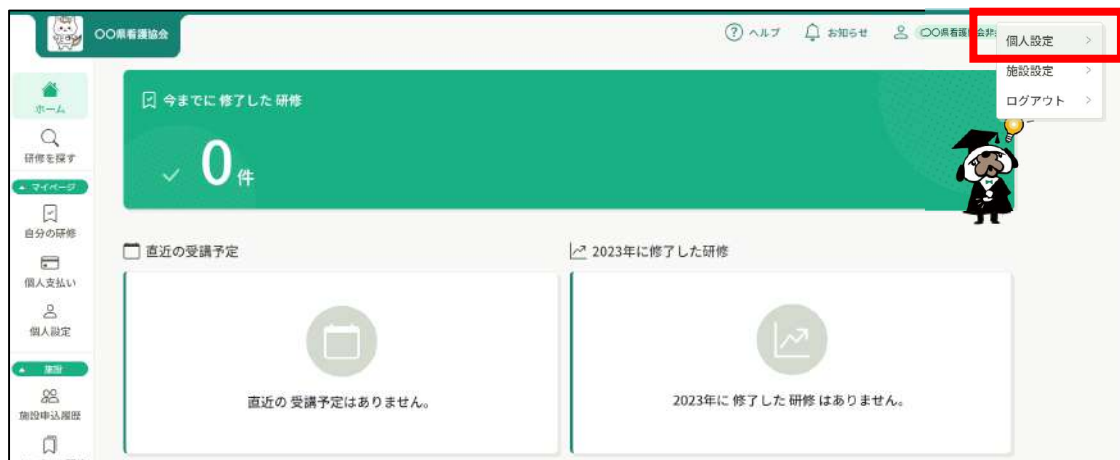 〇〇県看護協会
ヘルプ
お知らせ
〇〇県看護
個人設定
施設設定
ログアウト
ホーム
研修を探す
マイページ
自分の研修
個人支払い
個人設定
施設
施設申込履歴
今までに修了した研修
0件
直近の受講予定
2023年に修了した研修
直近の 受講予定はありません。
2023年に 修了した 研修 はありません。